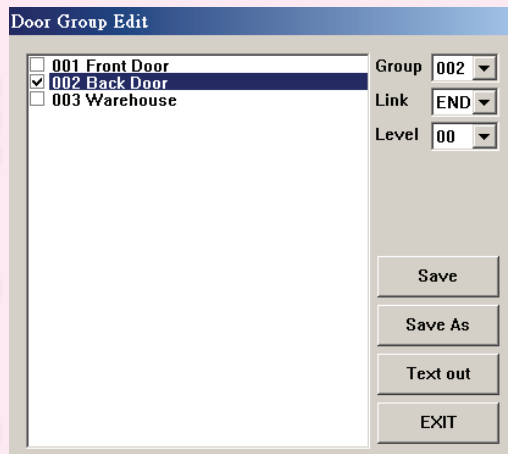 Door Group Edit
001 Front Door
002 Back Door
003 Warehouse
Group 002
Link END
Level 00
Save
Save As
Text out
EXIT